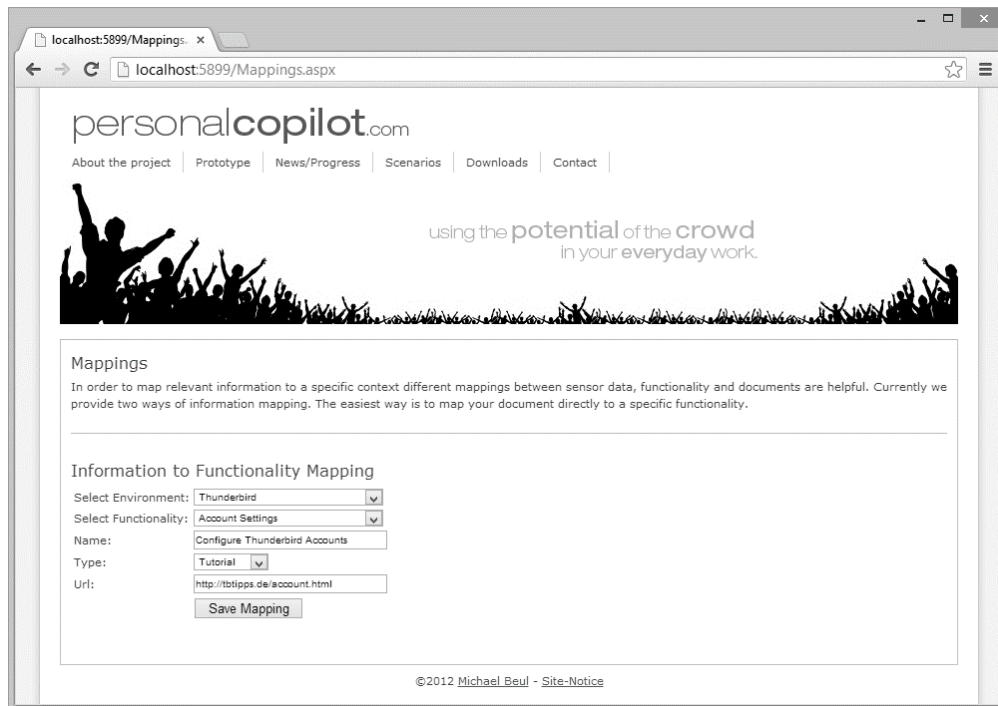 localhost:5899/Mappings.
localhost:5899/Mappings.aspx
personalcopilot.com
About the project Prototype News/Progress Scenarios Downloads Contact
using the potential of the crowd
in your everyday work.
Mappings
In order to map relevant information to a specific context different mappings between sensor data, functionality and documents are helpful. Currently we
provide two ways of information mapping. The easiest way is to map your document directly to a specific functionality.
Information to Functionality Mapping
Select Environment: Thunderbird
Select Functionality: Account Settings
Name: Configure Thunderbird Accounts
Type: Tutorial
Url: http://tbtipps.de/account.html
Save Mapping
©2012 Michael Beul - Site-Notice